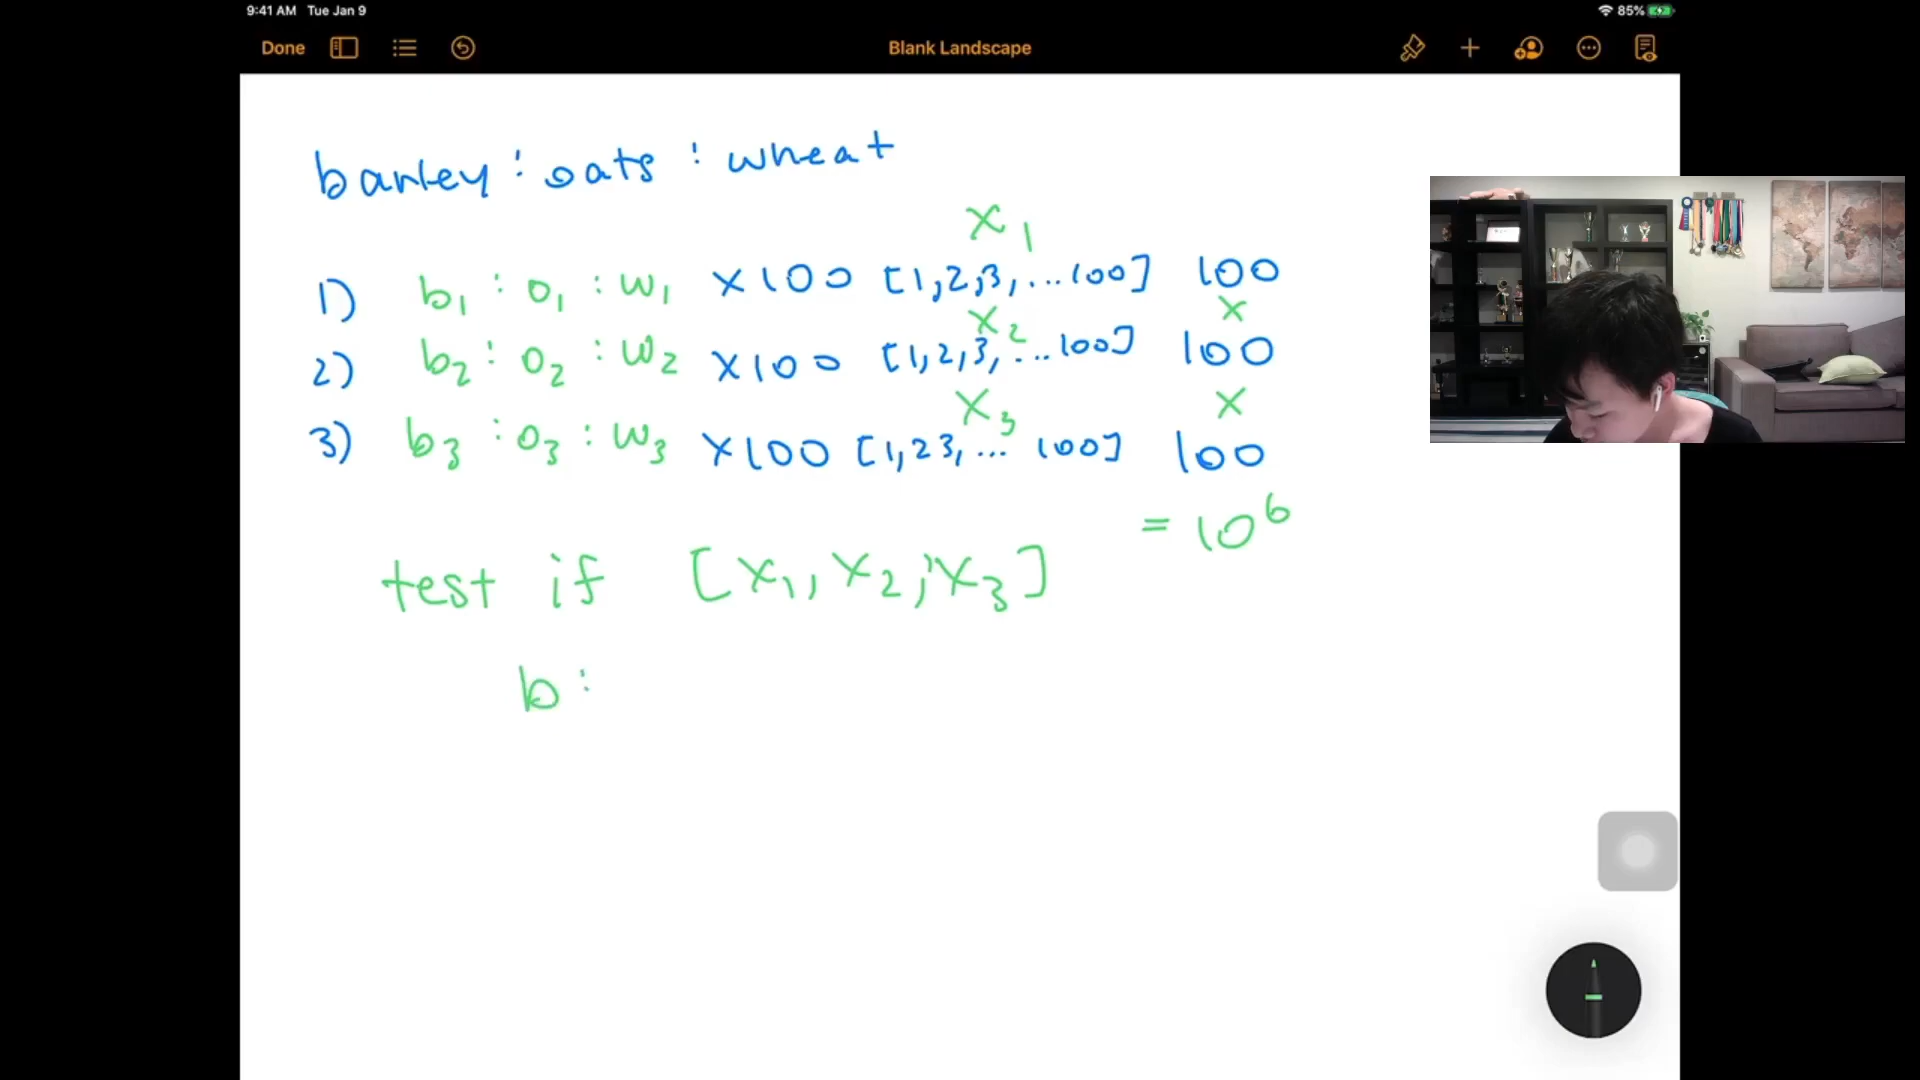 9:41 AM Tue Jan 9
85%
Done
Blank Landscape
barley : oats : wheat
x1
1) b1 : o1 : w1 x100 [1,2,3,...100] 100
x2 x
2) b2 : o2 : w2 x100 [1,2,3,...100] 100
x3 x
3) b3 : o3 : w3 x100 [1,23,... 100] 100
= 10^6
test if [x1, x2, x3]
b :